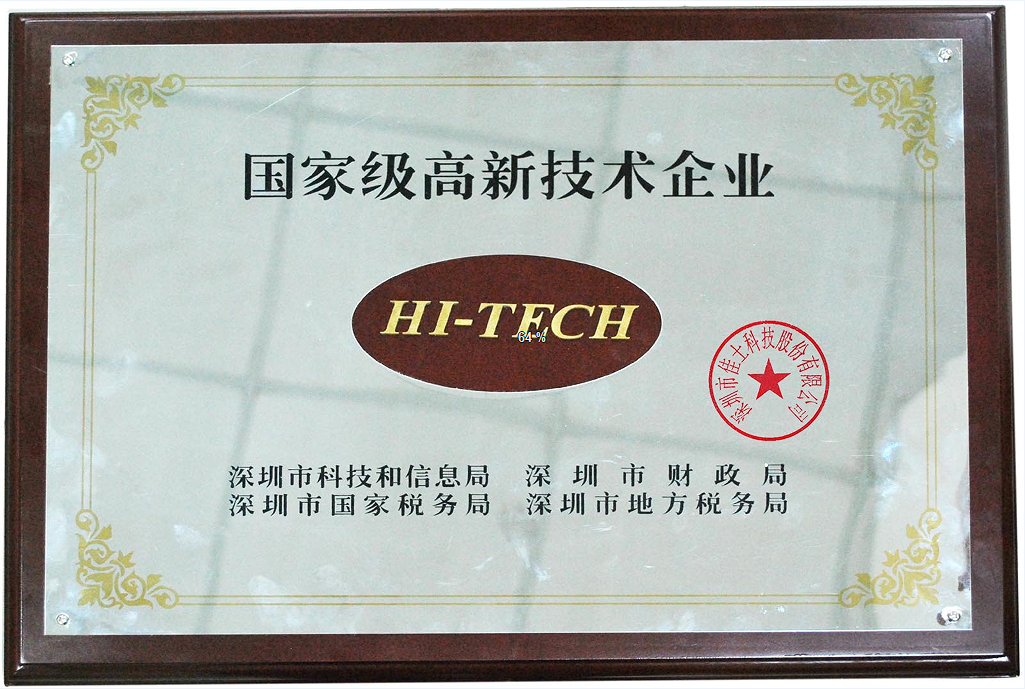 国家级高新技术企业
HI-TECH
64 %
深圳市佳士科技股份有限公司
深圳市科技和信息局 深圳市财政局
深圳市国家税务局 深圳市地方税务局